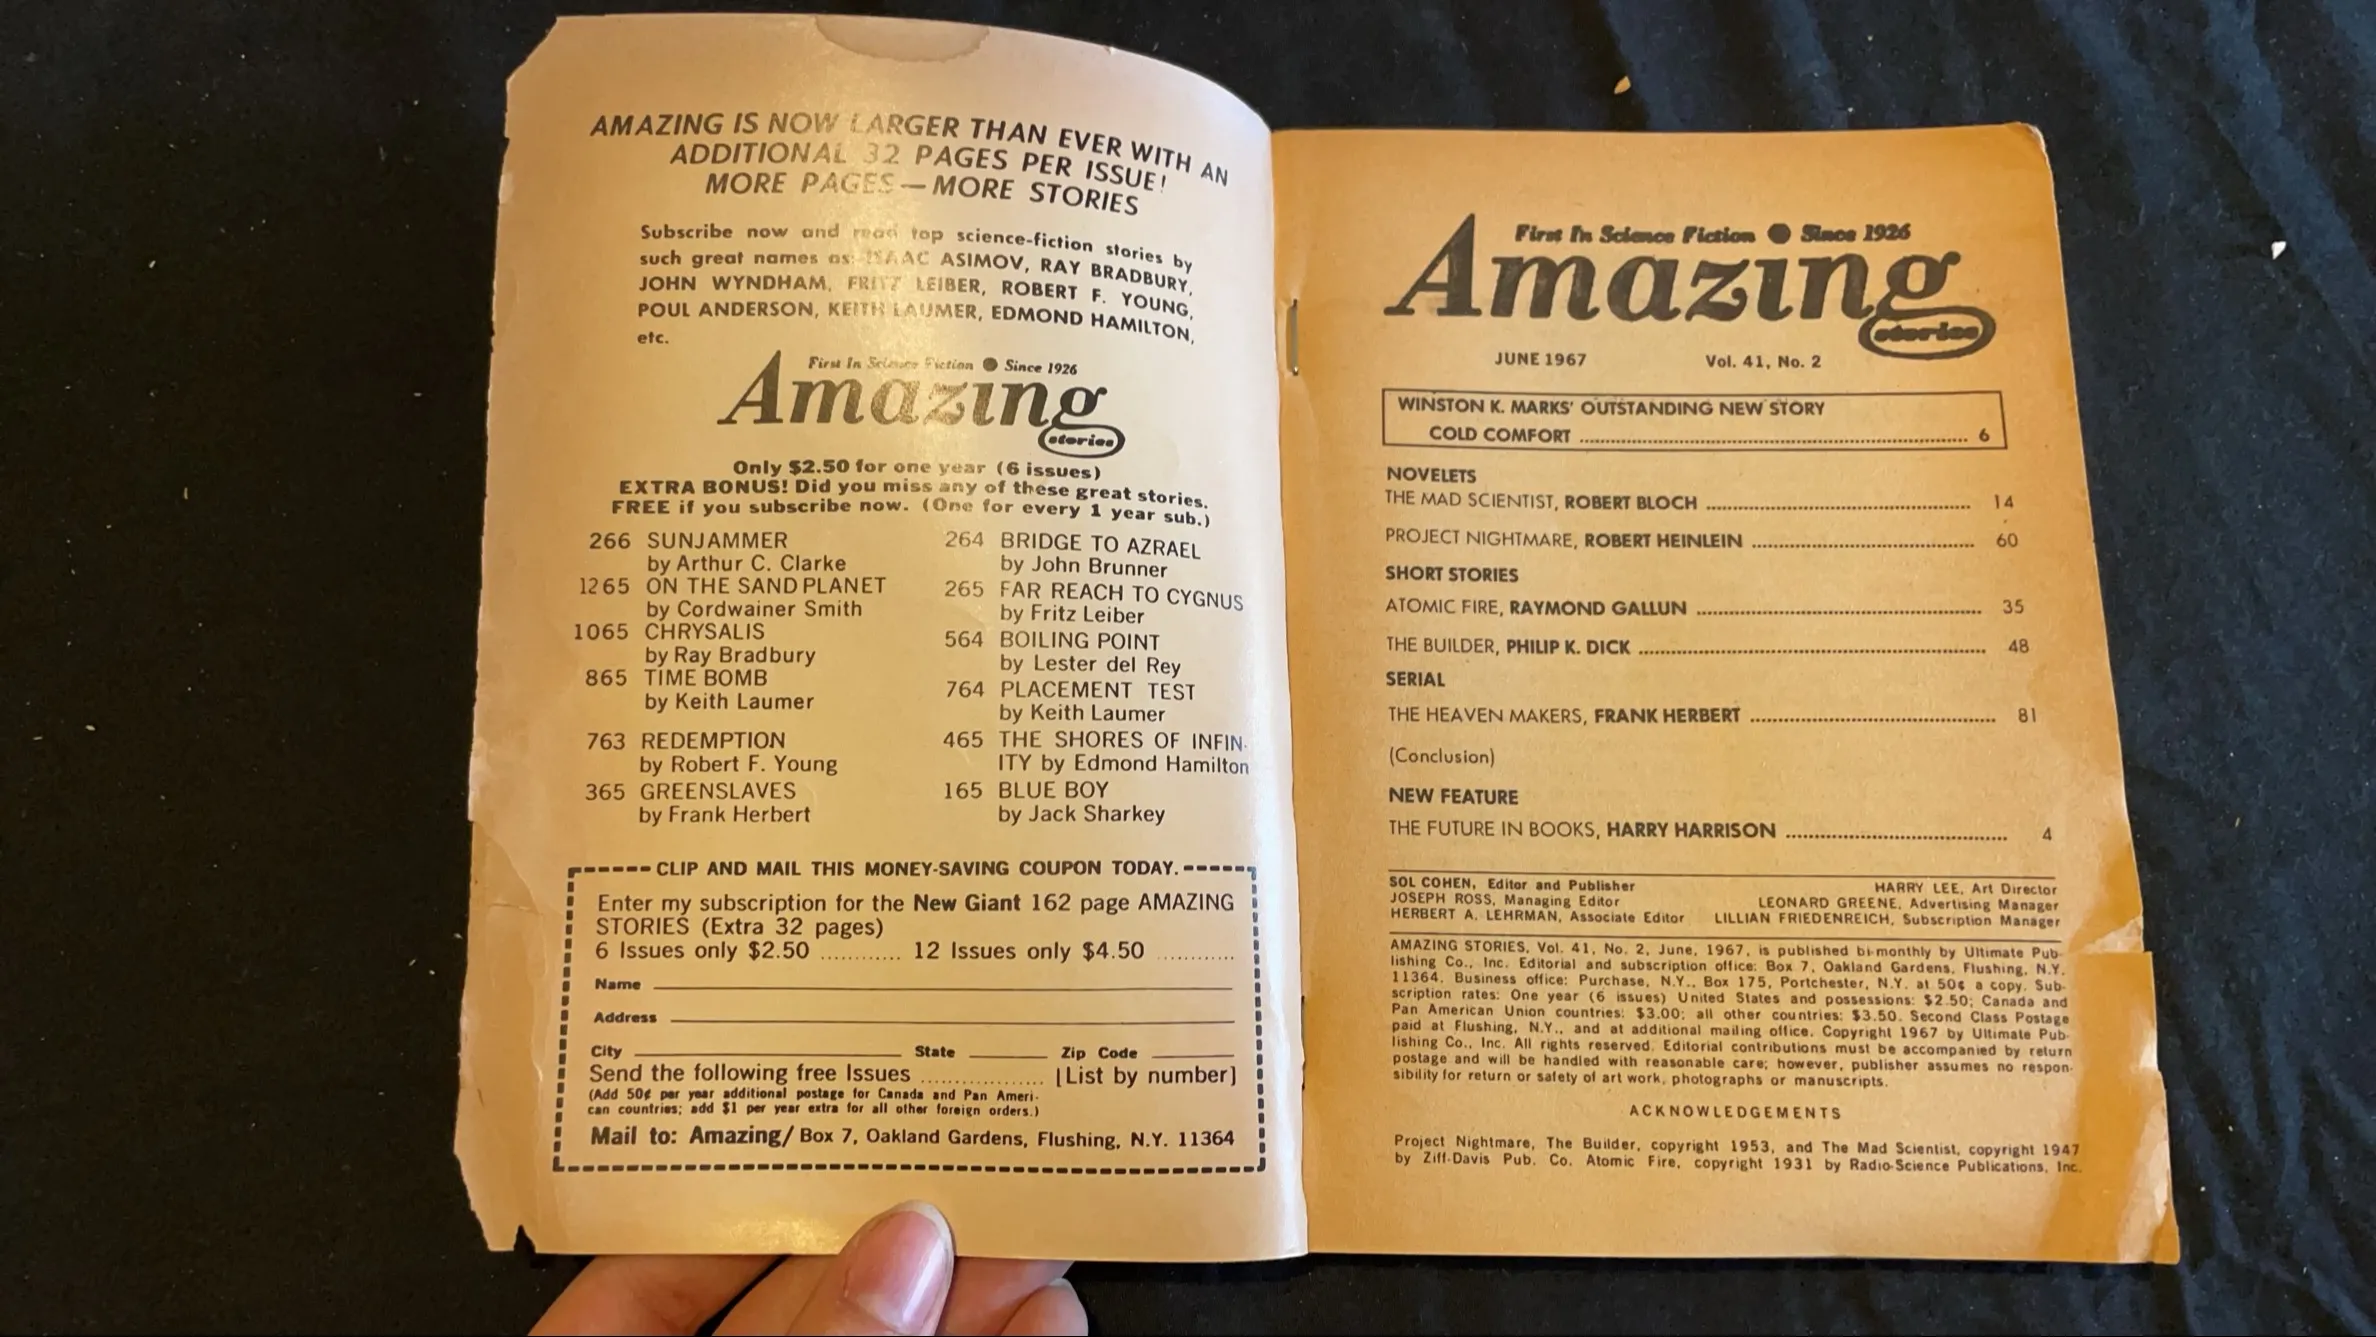 AMAZING IS NOW LARGER THAN EVER WITH AN
ADDITIONAL 32 PAGES PER ISSUE!
MORE PAGES — MORE STORIES
Subscribe now and read top science-fiction stories by
such great names as: ISAAC ASIMOV, RAY BRADBURY,
JOHN WYNDHAM, FRITZ LEIBER, ROBERT F. YOUNG,
POUL ANDERSON, KEITH LAUMER, EDMOND HAMILTON,
etc.
First In Science Fiction ● Since 1926
Amazing
stories
Only $2.50 for one year (6 issues)
EXTRA BONUS! Did you miss any of these great stories.
FREE if you subscribe now. (One for every 1 year sub.)
266 SUNJAMMER
by Arthur C. Clarke
1265 ON THE SAND PLANET
by Cordwainer Smith
1065 CHRYSALIS
by Ray Bradbury
865 TIME BOMB
by Keith Laumer
763 REDEMPTION
by Robert F. Young
365 GREENSLAVES
by Frank Herbert
264 BRIDGE TO AZRAEL
by John Brunner
265 FAR REACH TO CYGNUS
by Fritz Leiber
564 BOILING POINT
by Lester del Rey
764 PLACEMENT TEST
by Keith Laumer
465 THE SHORES OF INFIN-
ITY by Edmond Hamilton
165 BLUE BOY
by Jack Sharkey
CLIP AND MAIL THIS MONEY-SAVING COUPON TODAY.
Enter my subscription for the New Giant 162 page AMAZING
STORIES (Extra 32 pages)
6 Issues only $2.50 ............ 12 Issues only $4.50 ............
Name
Address
City State Zip Code
Send the following free Issues .................. [List by number]
(Add 50¢ per year additional postage for Canada and Pan Ameri-
can countries; add $1 per year extra for all other foreign orders.)
Mail to: Amazing/ Box 7, Oakland Gardens, Flushing, N.Y. 11364
First In Science Fiction ● Since 1926
Amazing
stories
JUNE 1967 Vol. 41, No. 2
WINSTON K. MARKS' OUTSTANDING NEW STORY
COLD COMFORT ........ 6
NOVELETS
THE MAD SCIENTIST, ROBERT BLOCH ........ 14
PROJECT NIGHTMARE, ROBERT HEINLEIN ........ 60
SHORT STORIES
ATOMIC FIRE, RAYMOND GALLUN ........ 35
THE BUILDER, PHILIP K. DICK ........ 48
SERIAL
THE HEAVEN MAKERS, FRANK HERBERT ........ 81
(Conclusion)
NEW FEATURE
THE FUTURE IN BOOKS, HARRY HARRISON ........ 4
SOL COHEN, Editor and Publisher
JOSEPH ROSS, Managing Editor
HERBERT A. LEHRMAN, Associate Editor
HARRY LEE, Art Director
LEONARD GREENE, Advertising Manager
LILLIAN FRIEDENREICH, Subscription Manager
AMAZING STORIES, Vol. 41, No. 2, June, 1967, is published bi-monthly by Ultimate Pub-
lishing Co., Inc. Editorial and subscription office: Box 7, Oakland Gardens, Flushing, N.Y.
11364. Business office: Purchase, N.Y., Box 175, Portchester, N.Y. at 50¢ a copy. Sub-
scription rates: One year (6 issues) United States and possessions: $2.50; Canada and
Pan American Union countries: $3.00; all other countries: $3.50. Second Class Postage
paid at Flushing, N.Y., and at additional mailing office. Copyright 1967 by Ultimate Pub-
lishing Co., Inc. All rights reserved. Editorial contributions must be accompanied by return
postage and will be handled with reasonable care; however, publisher assumes no respon-
sibility for return or safety of art work, photographs or manuscripts.
ACKNOWLEDGEMENTS
Project Nightmare, The Builder, copyright 1953, and The Mad Scientist, copyright 1947
by Ziff-Davis Pub. Co. Atomic Fire, copyright 1931 by Radio-Science Publications, Inc.